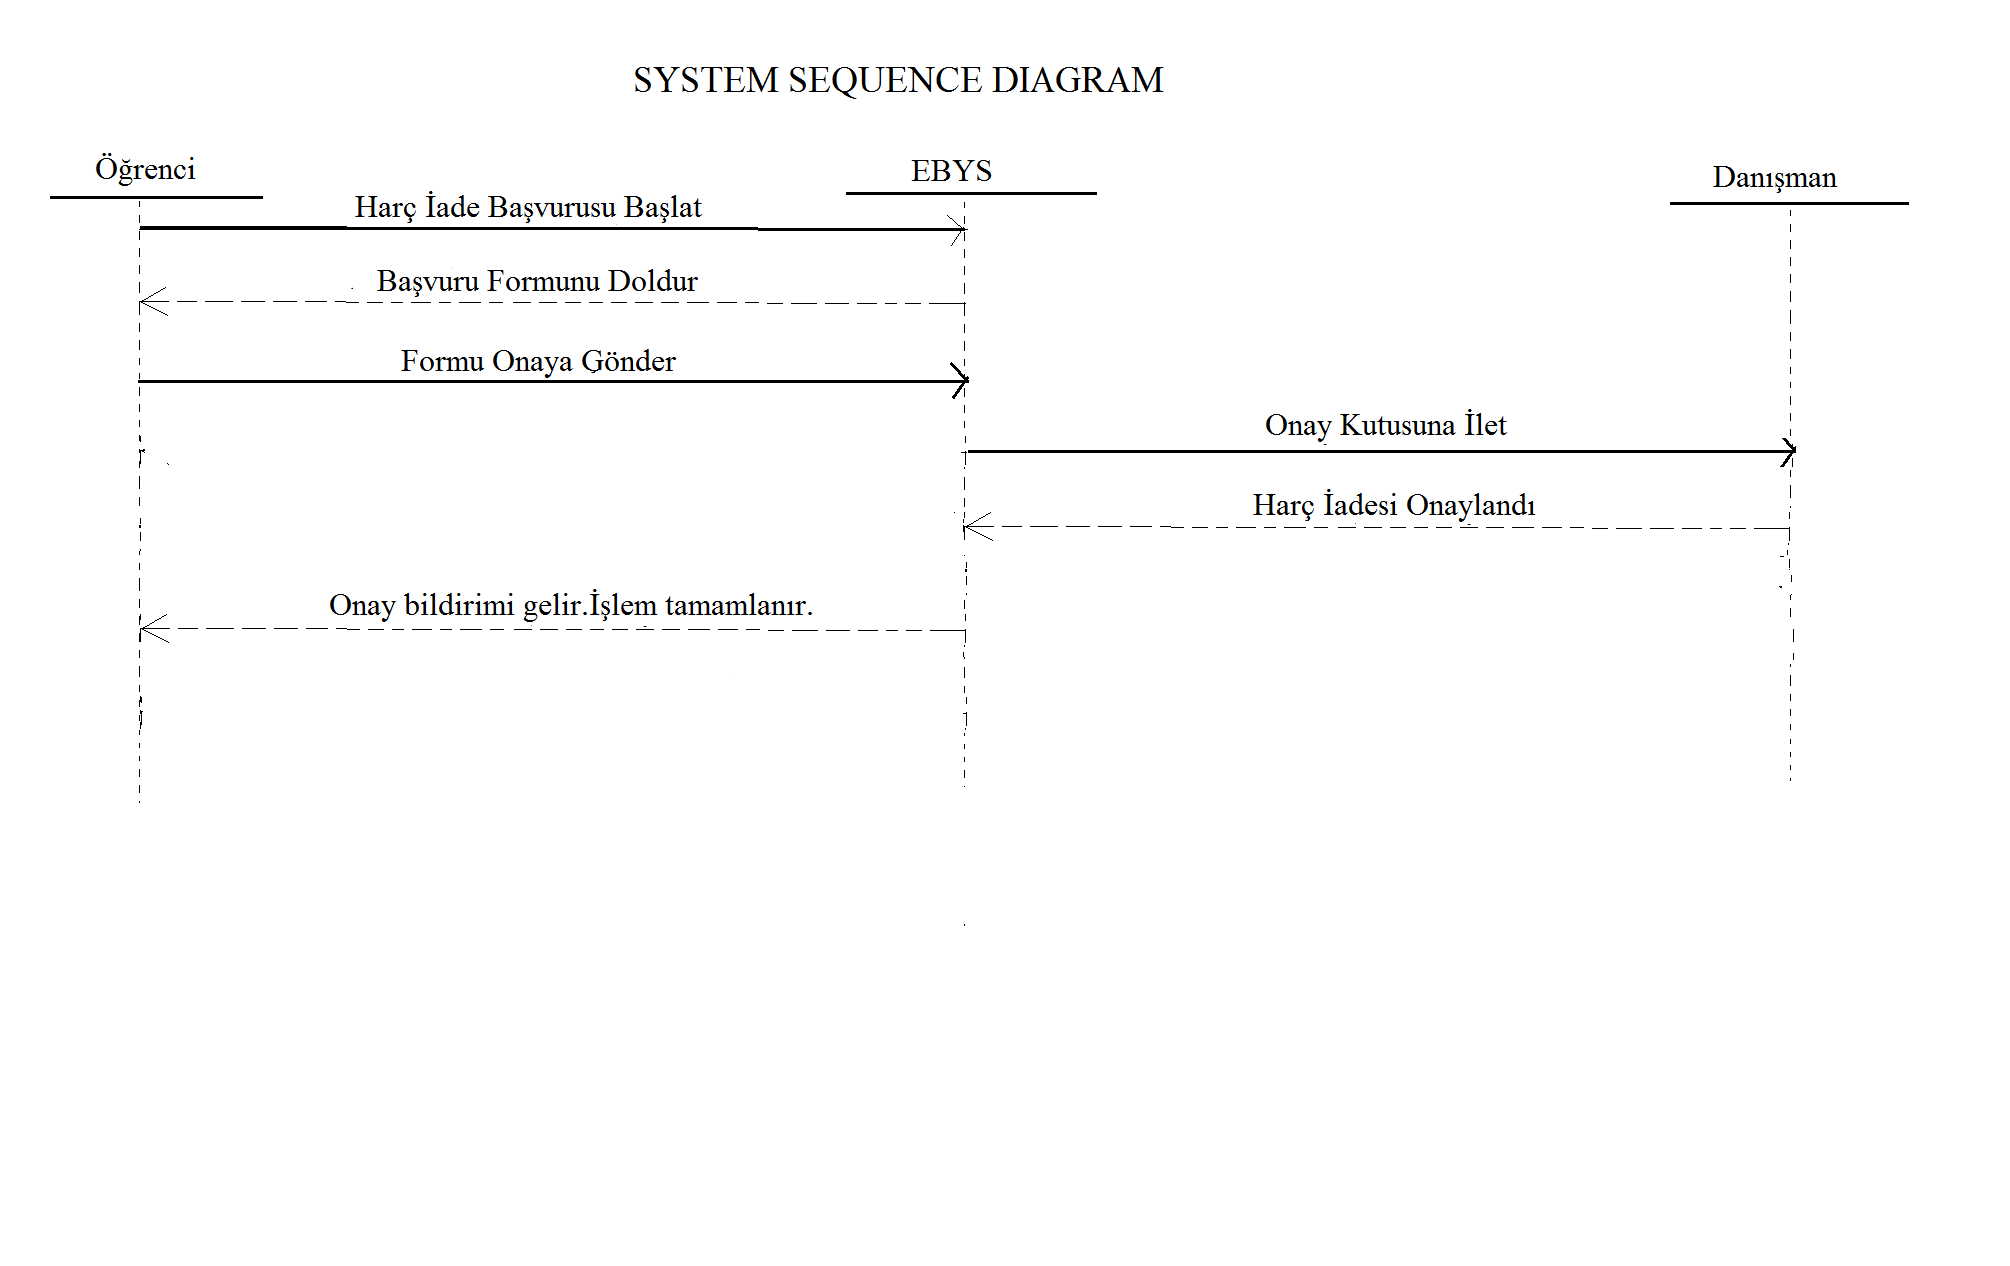 SYSTEM SEQUENCE DIAGRAM
Öğrenci
EBYS
Danışman
Harç İade Başvurusu Başlat
Başvuru Formunu Doldur
Formu Onaya Gönder
Onay Kutusuna İlet
Harç İadesi Onaylandı
Onay bildirimi gelir.İşlem tamamlanır.